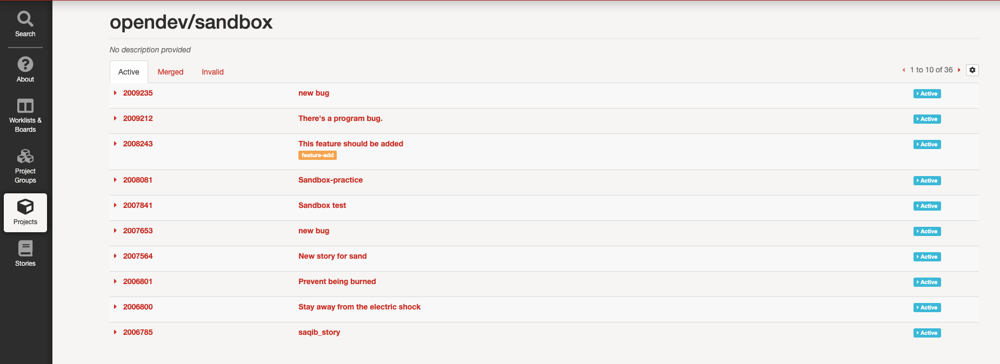 opendev/sandbox
No description provided
Search
About
Worklists &
Boards
Project
Groups
Projects
Stories
Active Merged Invalid 1 to 10 of 36
2009235 new bug Active
2009212 There's a program bug. Active
2008243 This feature should be added Active
feature-add
2008081 Sandbox-practice Active
2007841 Sandbox test Active
2007653 new bug Active
2007564 New story for sand Active
2006801 Prevent being burned Active
2006800 Stay away from the electric shock Active
2006785 saqib_story Active